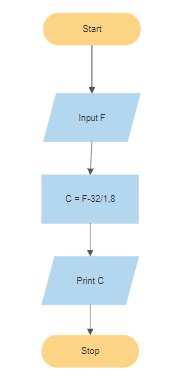 Start
Input F
C = F-32/1,8
Print C
Stop